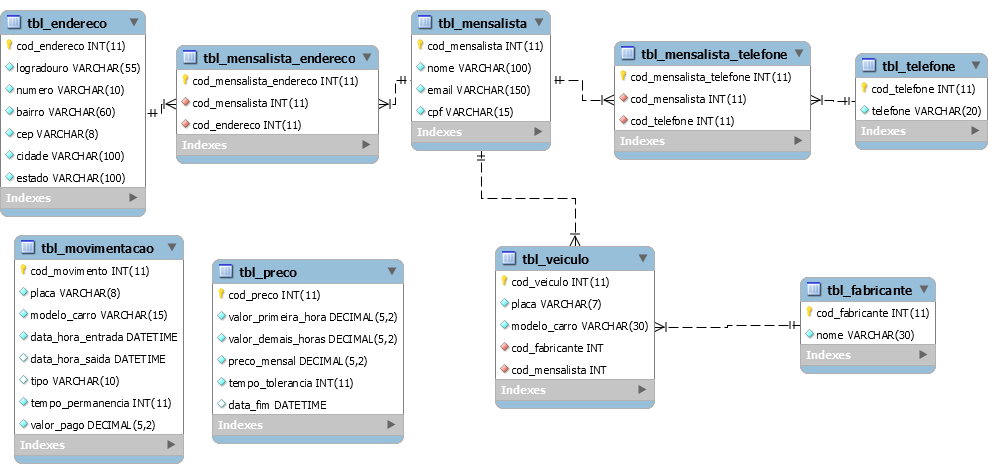 tbl_endereco
cod_endereco INT(11)
logradouro VARCHAR(55)
numero VARCHAR(10)
bairro VARCHAR(60)
cep VARCHAR(8)
cidade VARCHAR(100)
estado VARCHAR(100)
Indexes
tbl_mensalista_endereco
cod_mensalista_endereco INT(11)
cod_mensalista INT(11)
cod_endereco INT(11)
Indexes
tbl_mensalista
cod_mensalista INT(11)
nome VARCHAR(100)
email VARCHAR(150)
cpf VARCHAR(15)
Indexes
tbl_mensalista_telefone
cod_mensalista_telefone INT(11)
cod_mensalista INT(11)
cod_telefone INT(11)
Indexes
tbl_telefone
cod_telefone INT(11)
telefone VARCHAR(20)
Indexes
tbl_movimentacao
cod_movimento INT(11)
placa VARCHAR(8)
modelo_carro VARCHAR(15)
data_hora_entrada DATETIME
data_hora_saida DATETIME
tipo VARCHAR(10)
tempo_permanencia INT(11)
valor_pago DECIMAL(5,2)
Indexes
tbl_preco
cod_preco INT(11)
valor_primeira_hora DECIMAL(5,2)
valor_demais_horas DECIMAL(5,2)
preco_mensal DECIMAL(5,2)
tempo_tolerancia INT(11)
data_fim DATETIME
Indexes
tbl_veiculo
cod_veiculo INT(11)
placa VARCHAR(7)
modelo_carro VARCHAR(30)
cod_fabricante INT
cod_mensalista INT
Indexes
tbl_fabricante
cod_fabricante INT(11)
nome VARCHAR(30)
Indexes